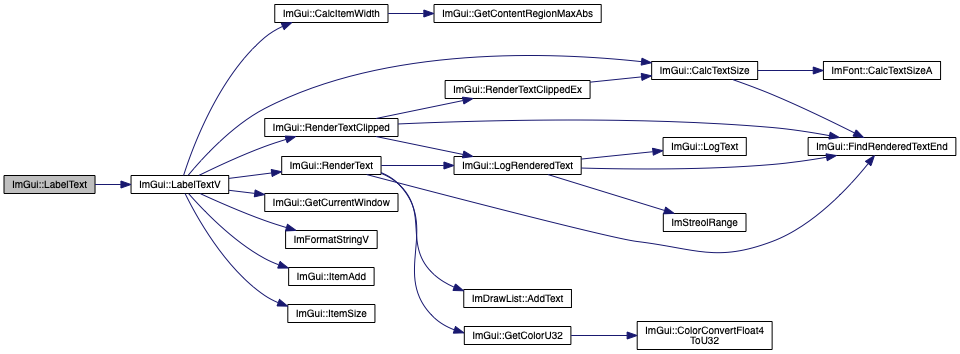 ImGui::CalcItemWidth
ImGui::GetContentRegionMaxAbs
ImGui::CalcTextSize
ImFont::CalcTextSizeA
ImGui::RenderTextClippedEx
ImGui::RenderTextClipped
ImGui::LogText
ImGui::FindRenderedTextEnd
ImGui::RenderText
ImGui::LogRenderedText
ImGui::LabelText
ImGui::LabelTextV
ImGui::GetCurrentWindow
ImStreolRange
ImFormatStringV
ImGui::ItemAdd
ImDrawList::AddText
ImGui::ItemSize
ImGui::GetColorU32
ImGui::ColorConvertFloat4
ToU32